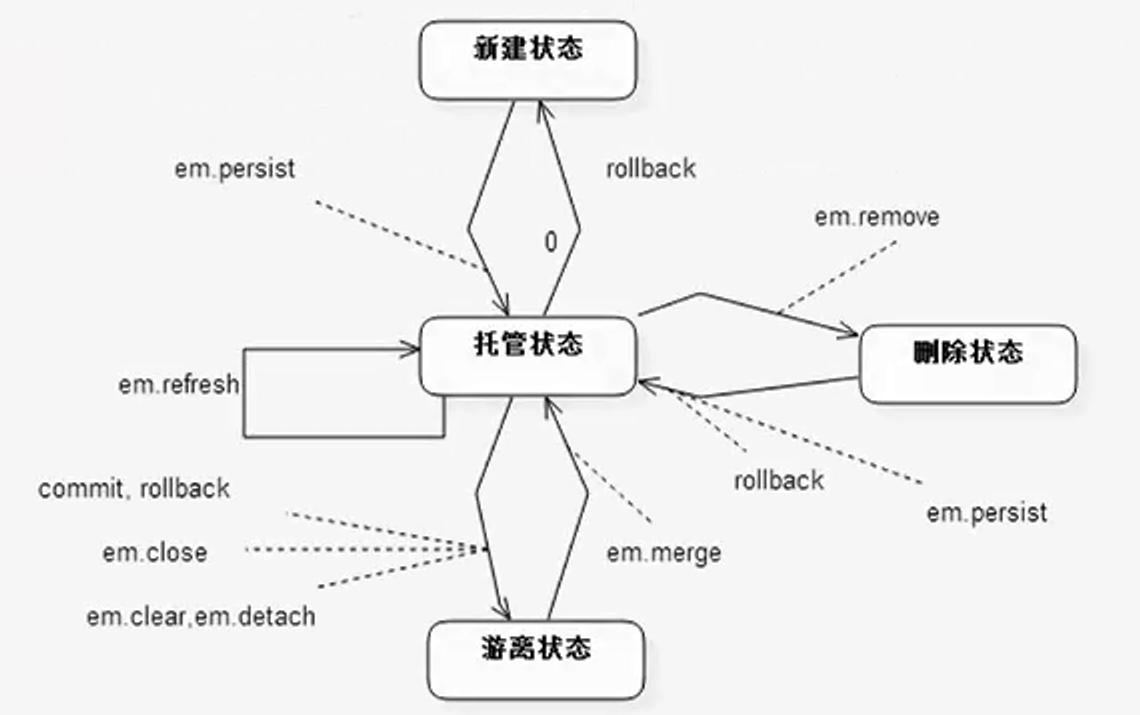 新建状态
em.persist
rollback
em.remove
0
托管状态
删除状态
em.refresh
rollback
commit, rollback
em.persist
em.close
em.merge
em.clear,em.detach
游离状态